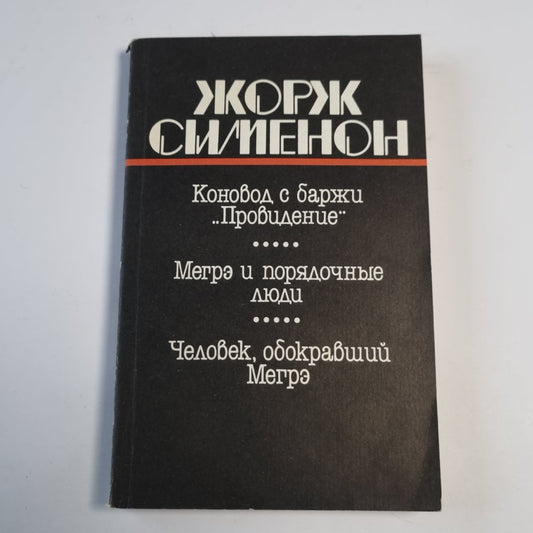 ЖОРЖ
СИМЕНОН
Коновод с баржи
„Провидение“
Мегрэ и порядочные
люди
Человек, обокравший
Мегрэ